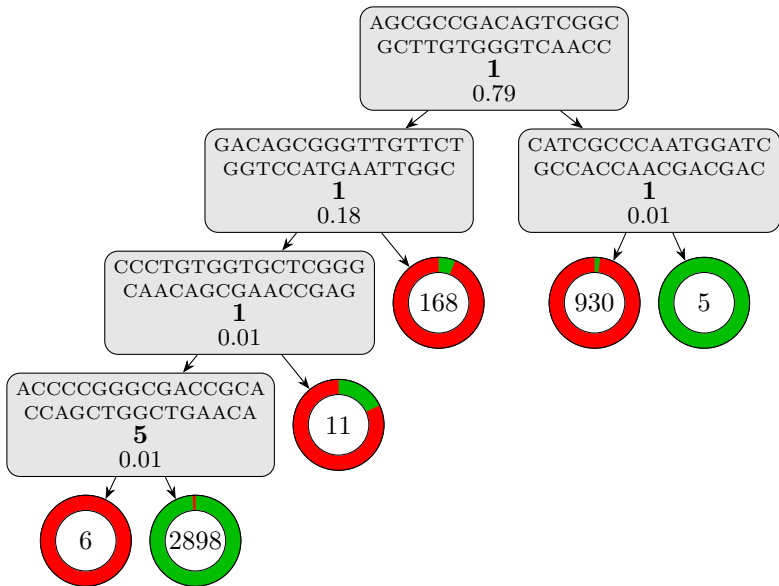 AGCGCCGACAGTCGGC
GCTTGTGGGTCAACC
1
0.79
GACAGCGGGTTGTTCT
GGTCCATGAATTGGC
1
0.18
CATCGCCCAATGGATC
GCCACCAACGACGAC
1
0.01
CCCTGTGGTGCTCGGG
CAACAGCGAACCGAG
1
0.01
168
930
5
ACCCCGGGCGACCGCA
CCAGCTGGCTGAACA
5
0.01
11
6
2898